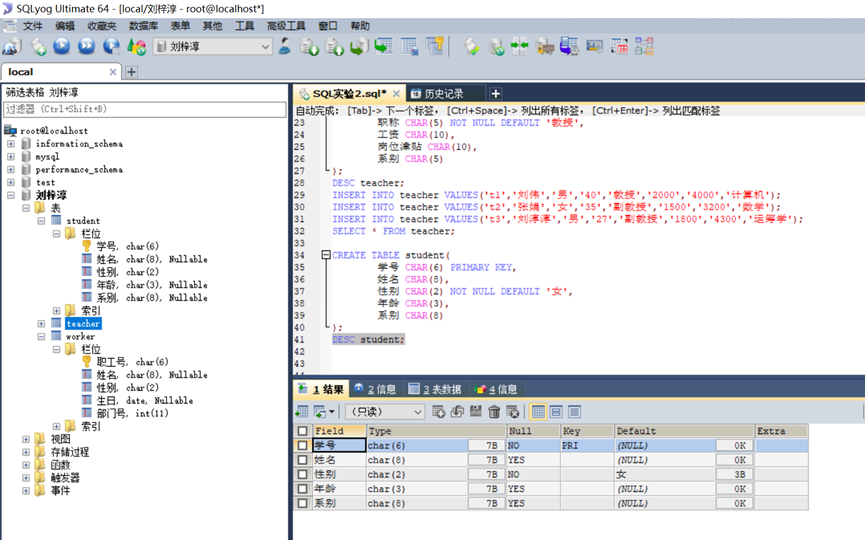 SQLyog Ultimate 64 - [local/刘梓淳 - root@localhost*]
文件 编辑 收藏夹 数据库 表单 其他 工具 高级工具 窗口 帮助
刘梓淳
local
筛选表格 刘梓淳
过滤器 (Ctrl+Shift+B)
root@localhost
information_schema
mysql
performance_schema
test
刘梓淳
表
student
栏位
学号, char(6)
姓名, char(8), Nullable
性别, char(2)
年龄, char(3), Nullable
系别, char(8), Nullable
索引
teacher
worker
栏位
职工号, char(6)
姓名, char(8), Nullable
性别, char(2)
生日, date, Nullable
部门号, int(11)
索引
视图
存储过程
函数
触发器
事件
SQL实验2.sql* 历史记录
自动完成: [Tab]-> 下一个标签, [Ctrl+Space]-> 列出所有标签, [Ctrl+Enter]-> 列出匹配标签
23 职称 CHAR(5) NOT NULL DEFAULT '教授',
24 工资 CHAR(10),
25 岗位津贴 CHAR(10),
26 系别 CHAR(5)
27 );
28 DESC teacher;
29 INSERT INTO teacher VALUES('t1','刘伟','男','40','教授','2000','4000','计算机');
30 INSERT INTO teacher VALUES('t2','张娟','女','35','副教授','1500','3200','数学');
31 INSERT INTO teacher VALUES('t3','刘淳淳','男','27','副教授','1800','4300','运筹学');
32 SELECT * FROM teacher;
33
34 CREATE TABLE student(
35 学号 CHAR(6) PRIMARY KEY,
36 姓名 CHAR(8),
37 性别 CHAR(2) NOT NULL DEFAULT '女',
38 年龄 CHAR(3),
39 系别 CHAR(8)
40 );
41 DESC student;
42
43
44
1 结果 2 信息 3 表数据 4 信息
(只读)
Field Type Null Key Default Extra
学号 char(6) 7B NO PRI (NULL) 0K
姓名 char(8) 7B YES (NULL) 0K
性别 char(2) 7B NO 女 3B
年龄 char(3) 7B YES (NULL) 0K
系别 char(8) 7B YES (NULL) 0K